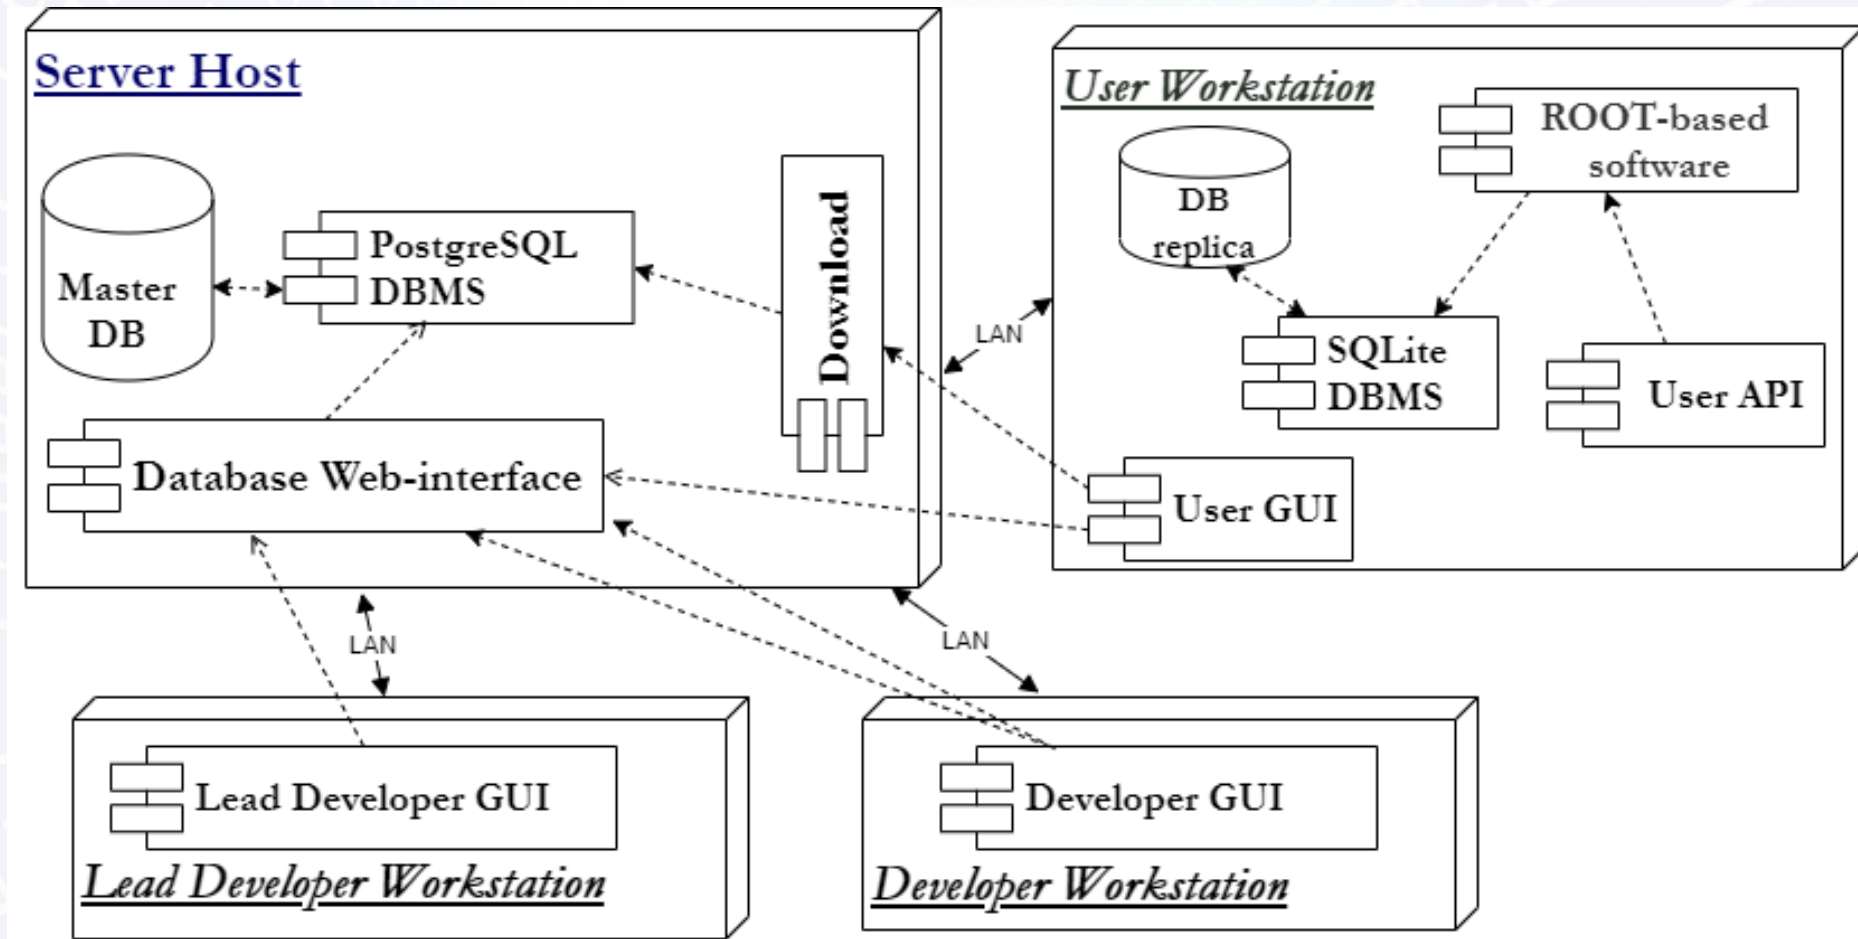 Server Host
Master
DB
PostgreSQL
DBMS
Download
Database Web-interface
LAN
User Workstation
DB
replica
ROOT-based
software
SQLite
DBMS
User API
User GUI
LAN
LAN
Lead Developer GUI
Lead Developer Workstation
Developer GUI
Developer Workstation